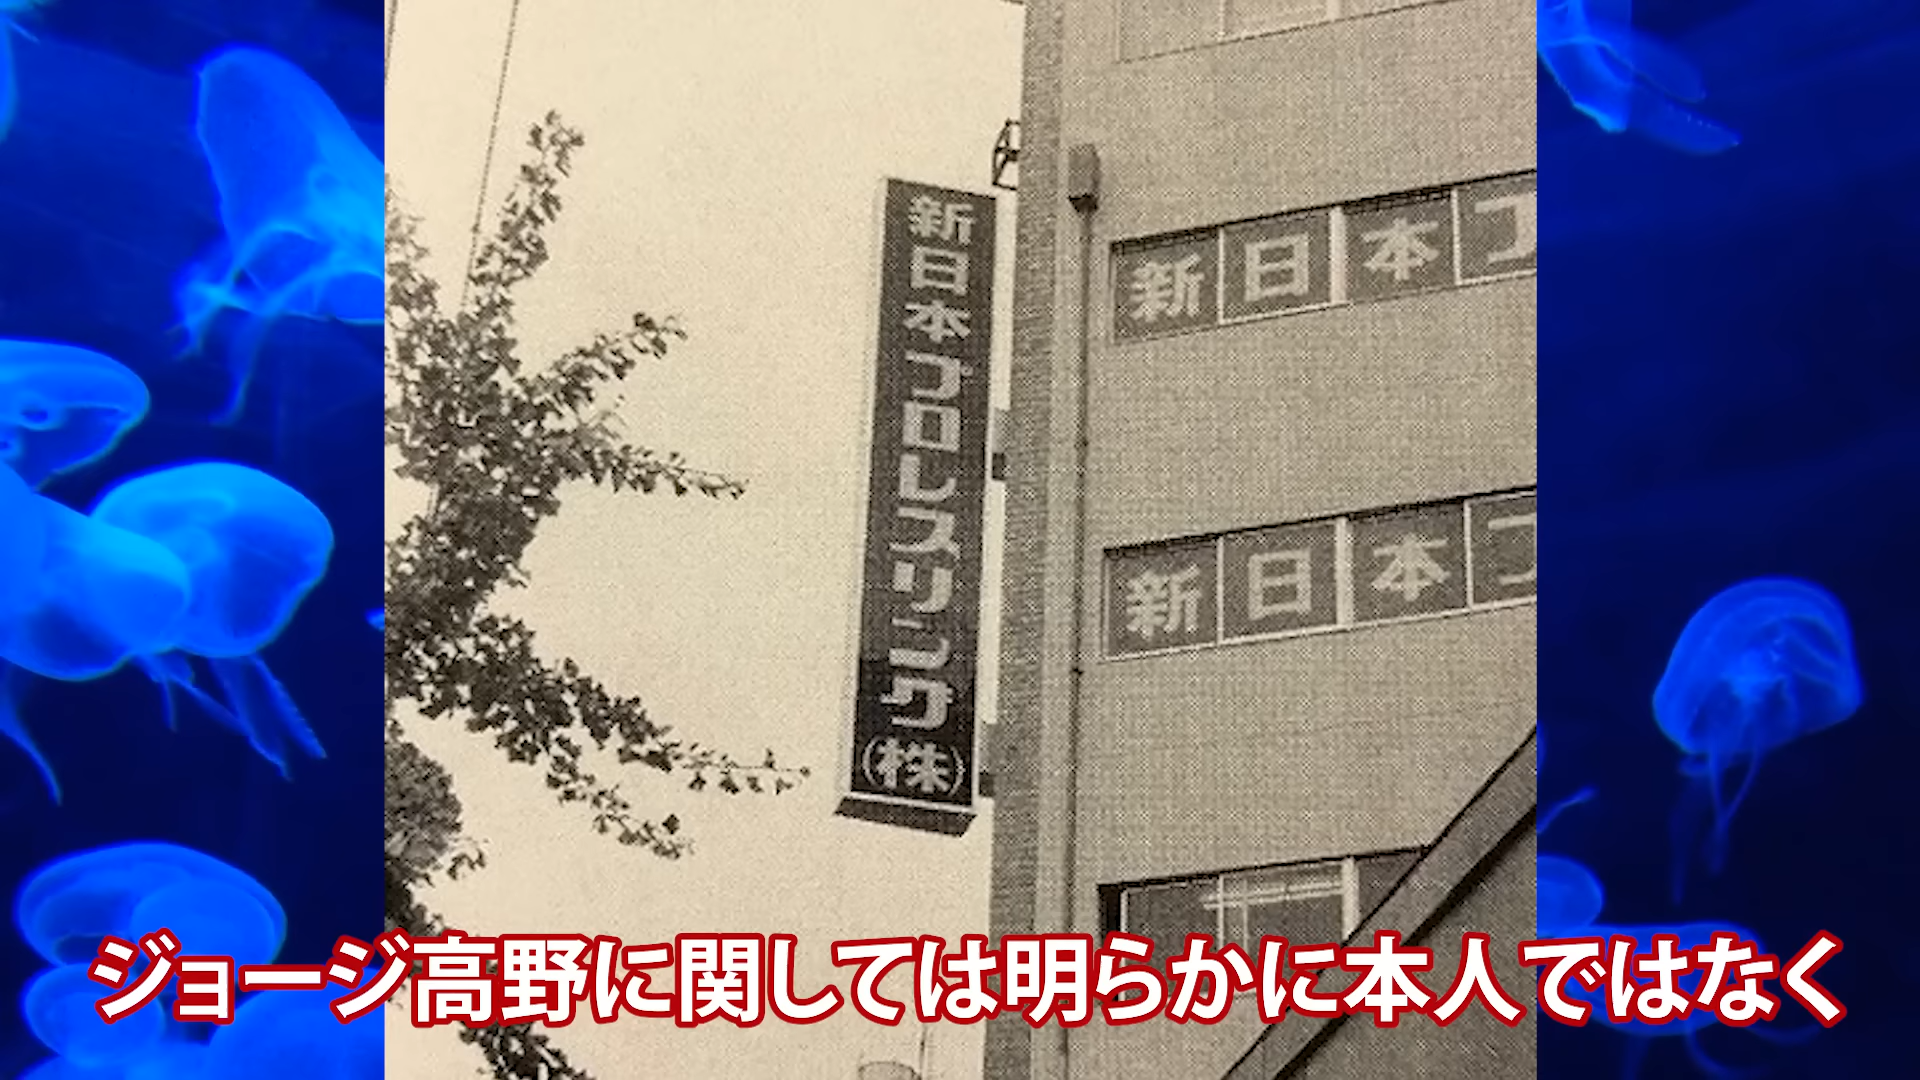 新日本プロレスリング(株)
新日本プ
新日本プ
ジョージ高野に関しては明らかに本人ではなく